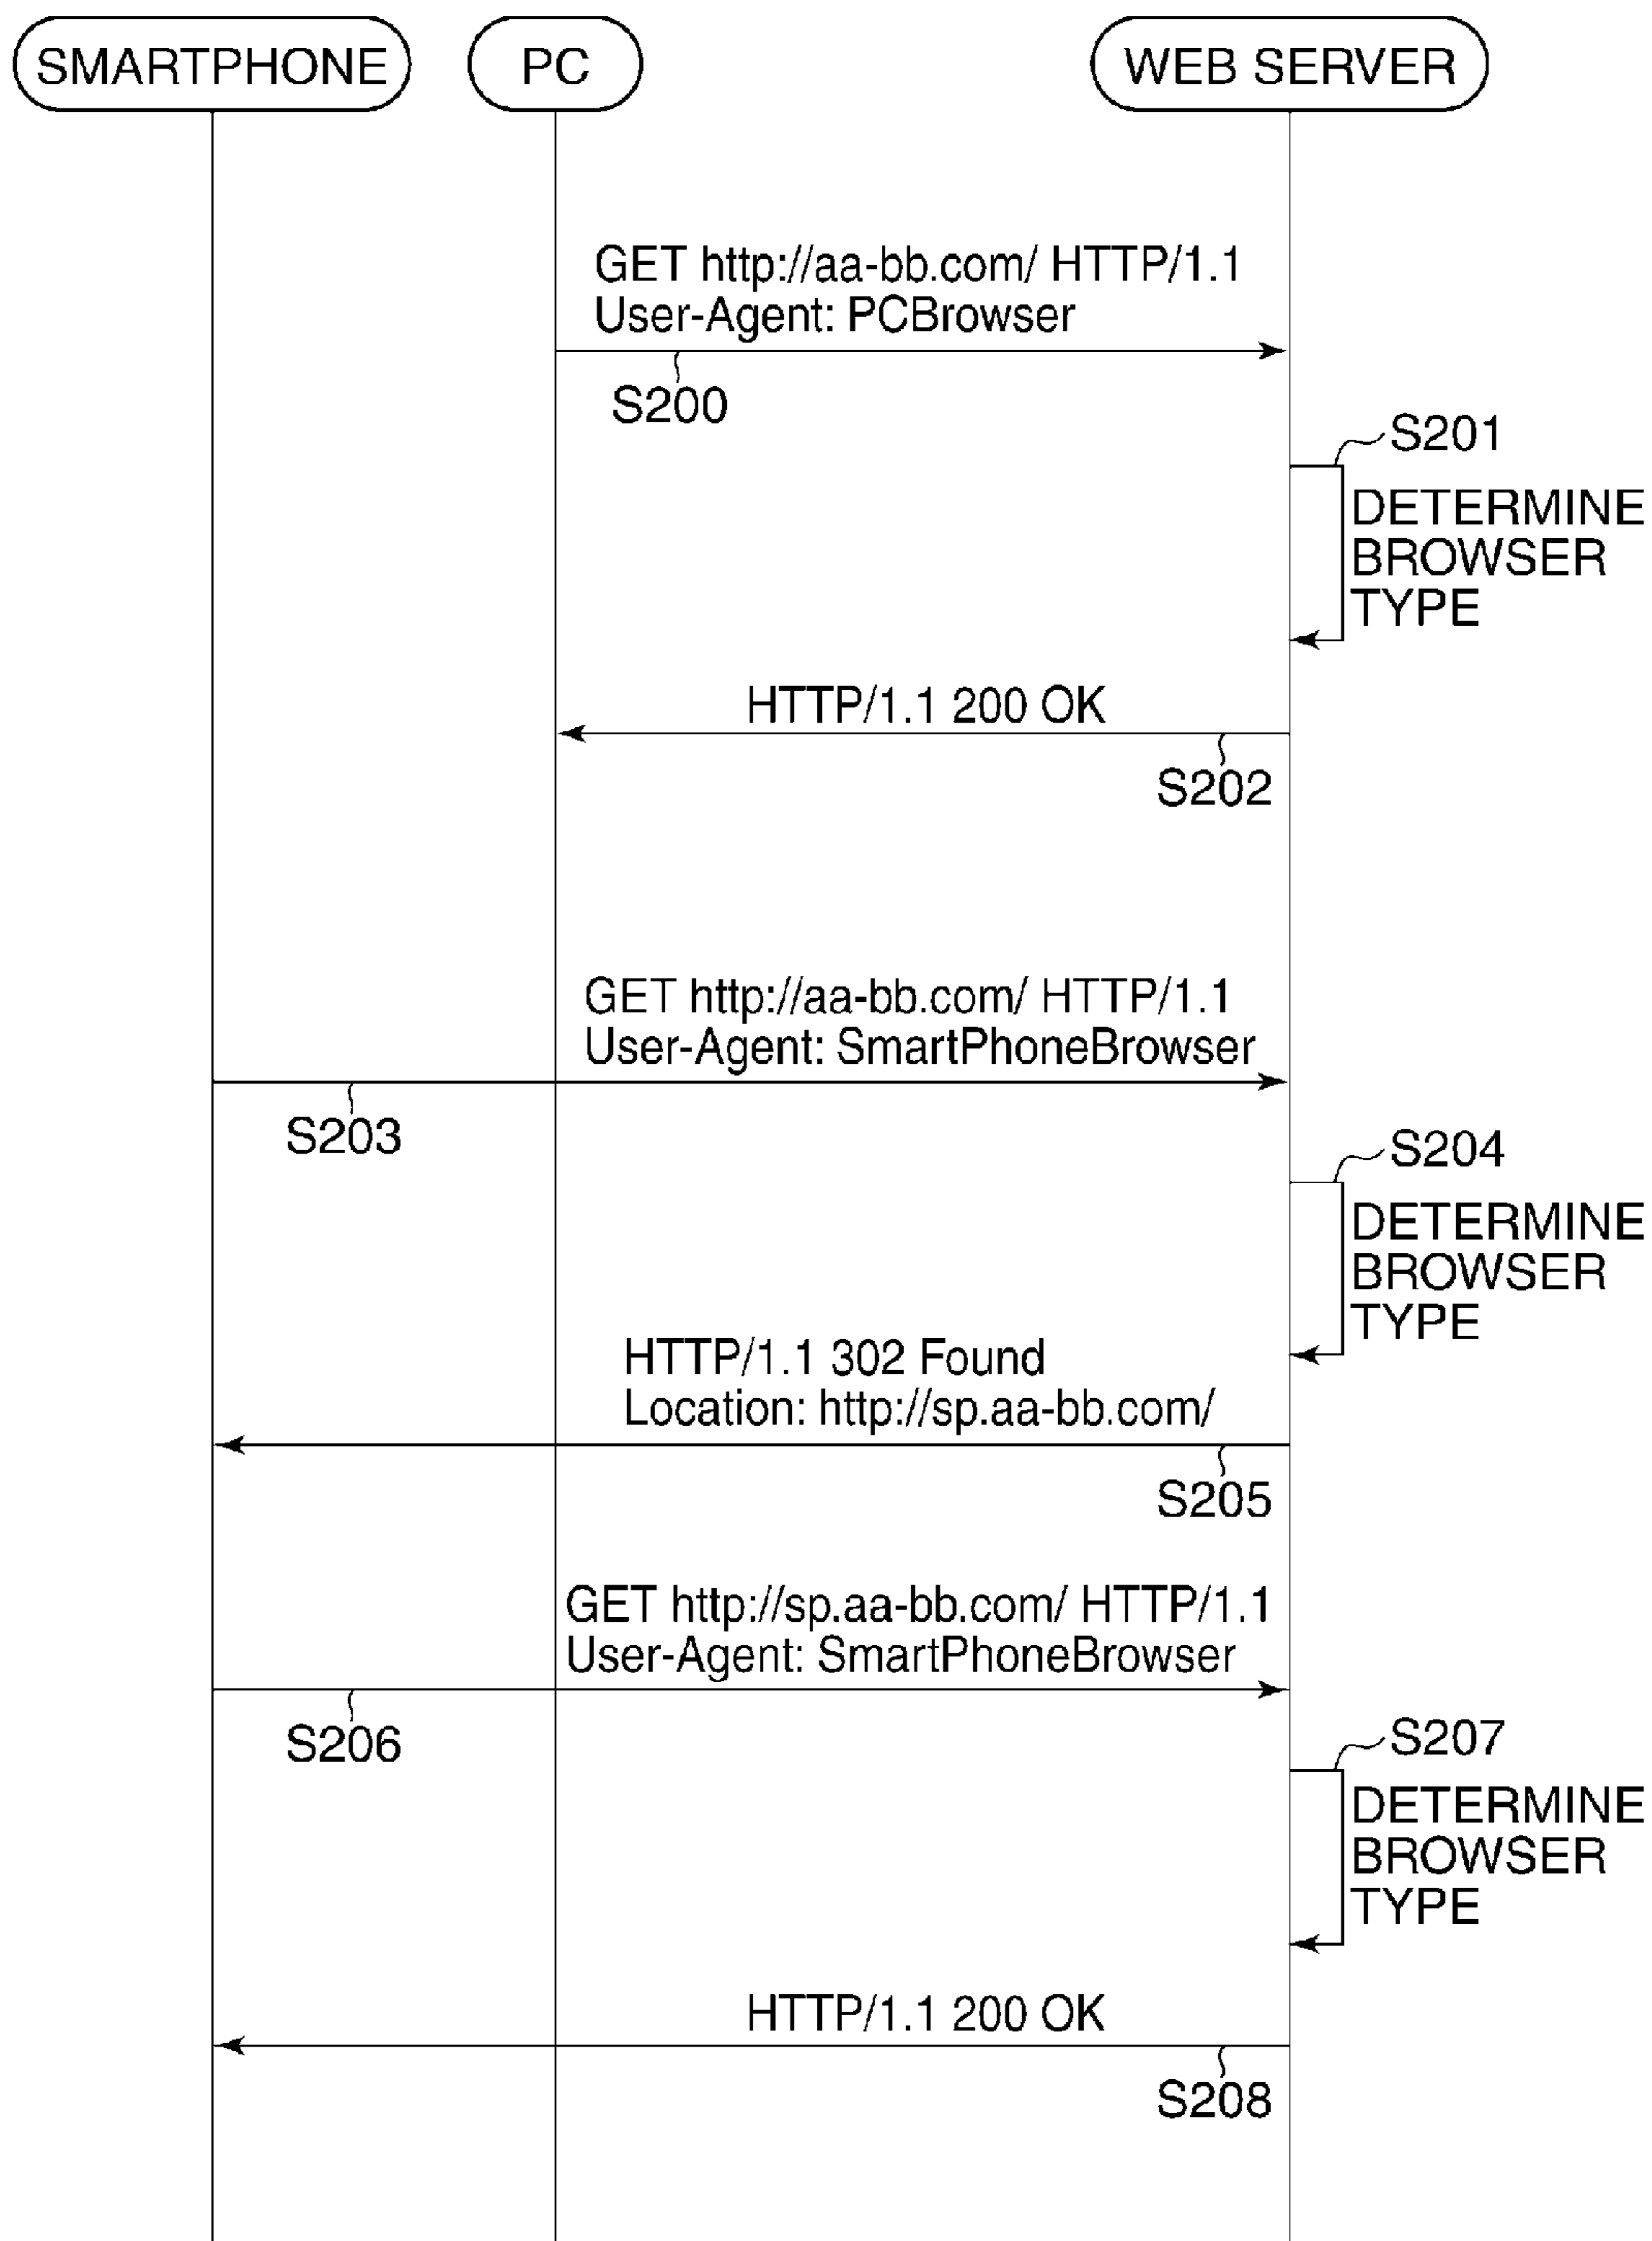 SMARTPHONE
PC
WEB SERVER
GET http://aa-bb.com/ HTTP/1.1
User-Agent: PCBrowser
S200
S201
DETERMINE
BROWSER
TYPE
HTTP/1.1 200 OK
S202
GET http://aa-bb.com/ HTTP/1.1
User-Agent: SmartPhoneBrowser
S203
S204
DETERMINE
BROWSER
TYPE
HTTP/1.1 302 Found
Location: http://sp.aa-bb.com/
S205
GET http://sp.aa-bb.com/ HTTP/1.1
User-Agent: SmartPhoneBrowser
S206
S207
DETERMINE
BROWSER
TYPE
HTTP/1.1 200 OK
S208